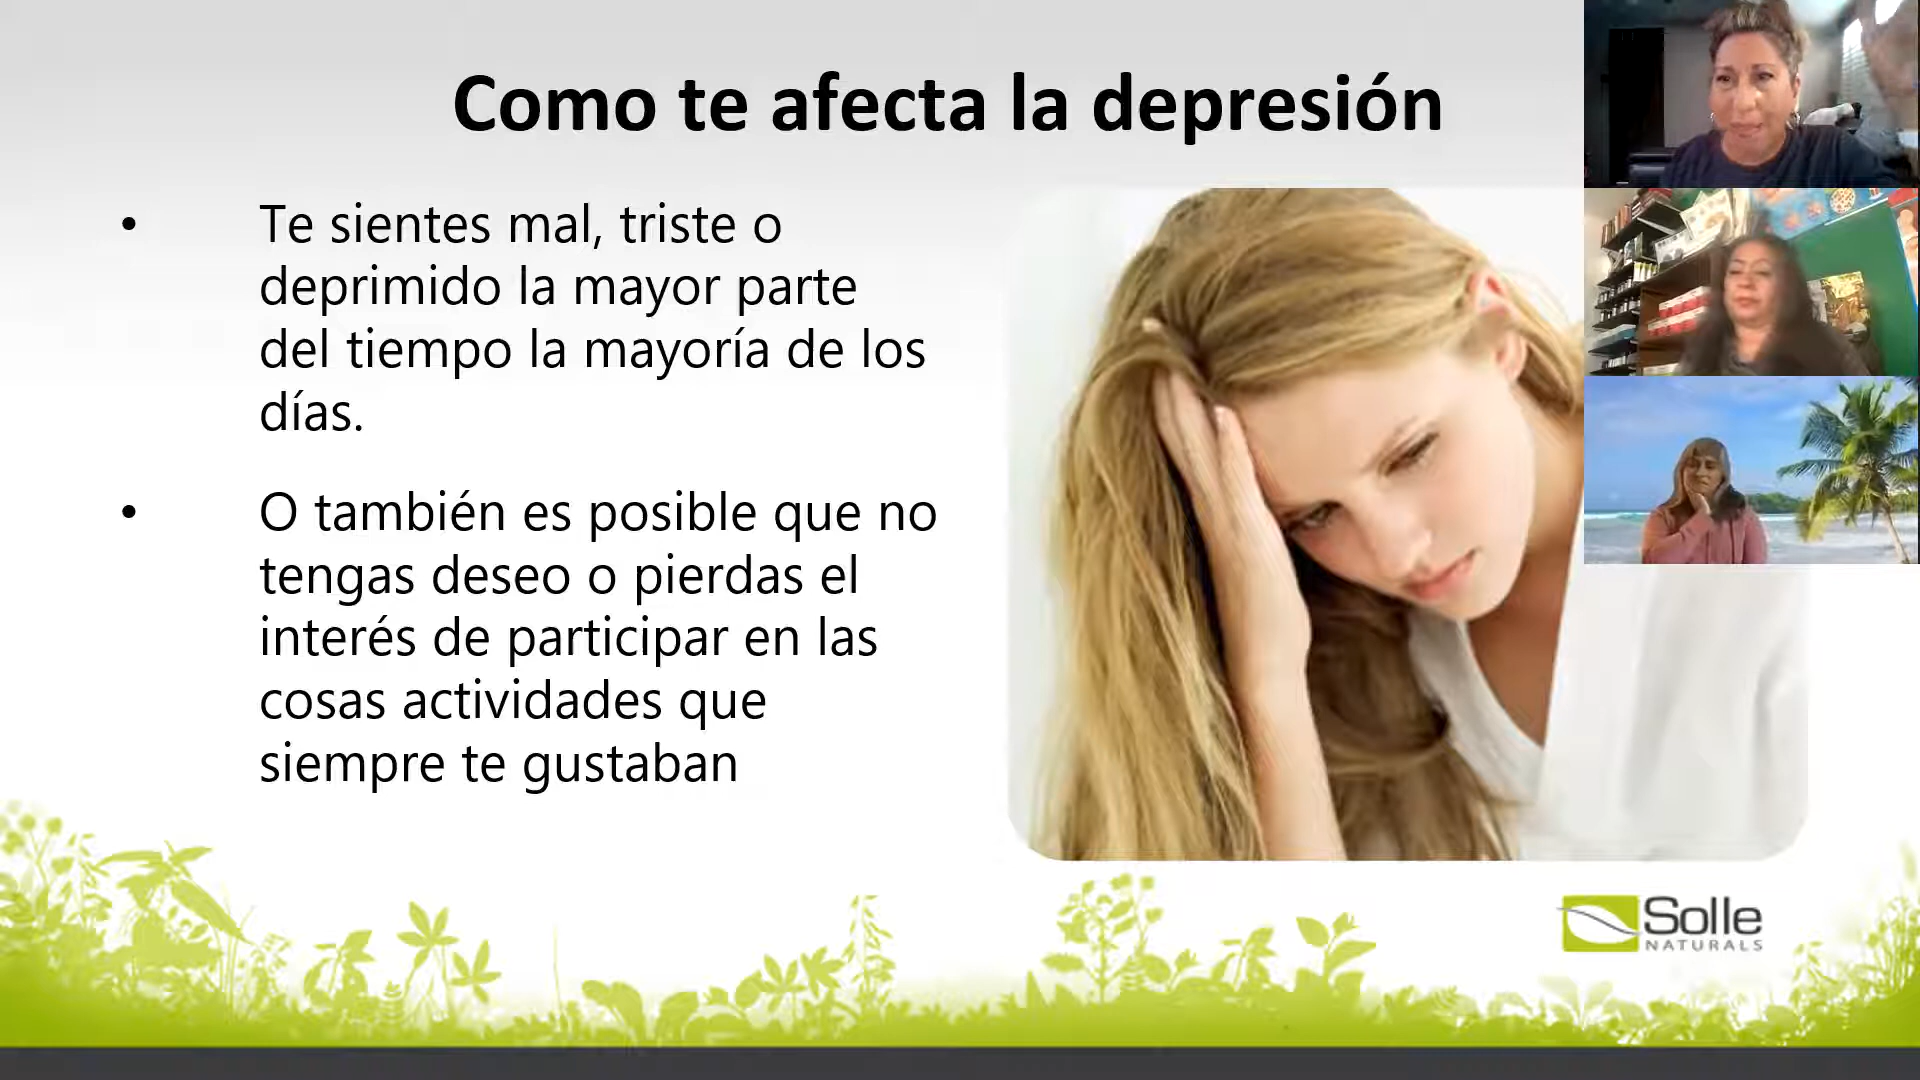 Como te afecta la depresión
• Te sientes mal, triste o
deprimido la mayor parte
del tiempo la mayoría de los
días.
• O también es posible que no
tengas deseo o pierdas el
interés de participar en las
cosas actividades que
siempre te gustaban
Solle
NATURALS